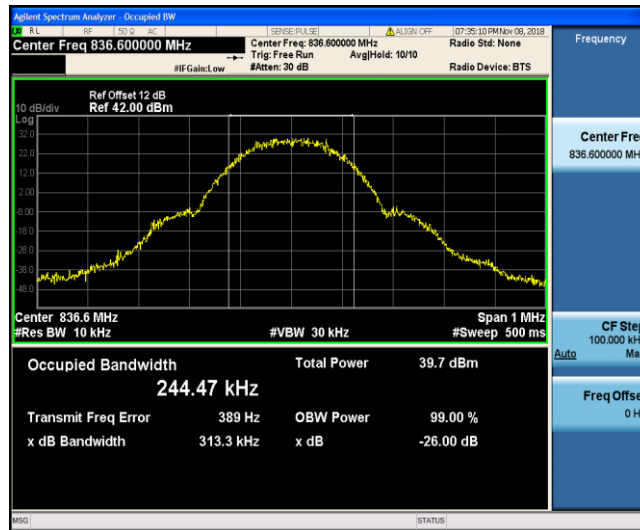 Agilent Spectrum Analyzer - Occupied BW
RL RF 50 Ω AC SENSE:PULSE ALIGN OFF 07:35:10 PM Nov 08, 2018
Center Freq 836.600000 MHz
Center Freq: 836.600000 MHz
Radio Std: None
Trig: Free Run Avg|Hold: 10/10
#IFGain:Low #Atten: 30 dB Radio Device: BTS
Frequency
Ref Offset 12 dB
10 dB/div Ref 42.00 dBm
Log
32.0
22.0
12.0
2.00
-8.00
-18.0
-28.0
-38.0
-48.0
Center 836.6 MHz Span 1 MHz
#Res BW 10 kHz #VBW 30 kHz #Sweep 500 ms
Occupied Bandwidth Total Power 39.7 dBm
244.47 kHz
Transmit Freq Error 389 Hz OBW Power 99.00 %
x dB Bandwidth 313.3 kHz x dB -26.00 dB
Center Fre
836.600000 MH
CF Step
100.000 kH
Auto Ma
Freq Offse
0 H
MSG STATUS